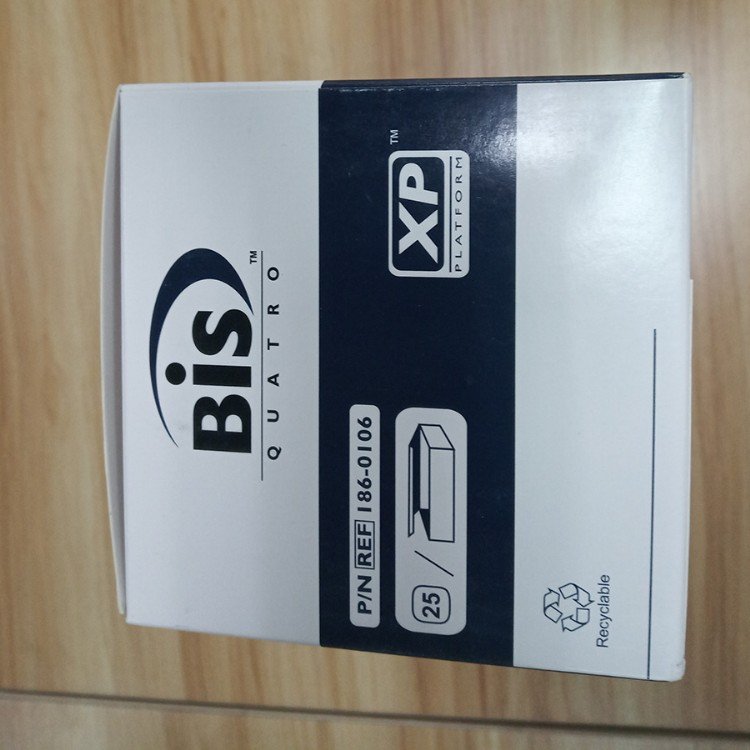 Bis™
QUATRO
XP™
PLATFORM
P/N REF 186-0106
25 /
Recyclable